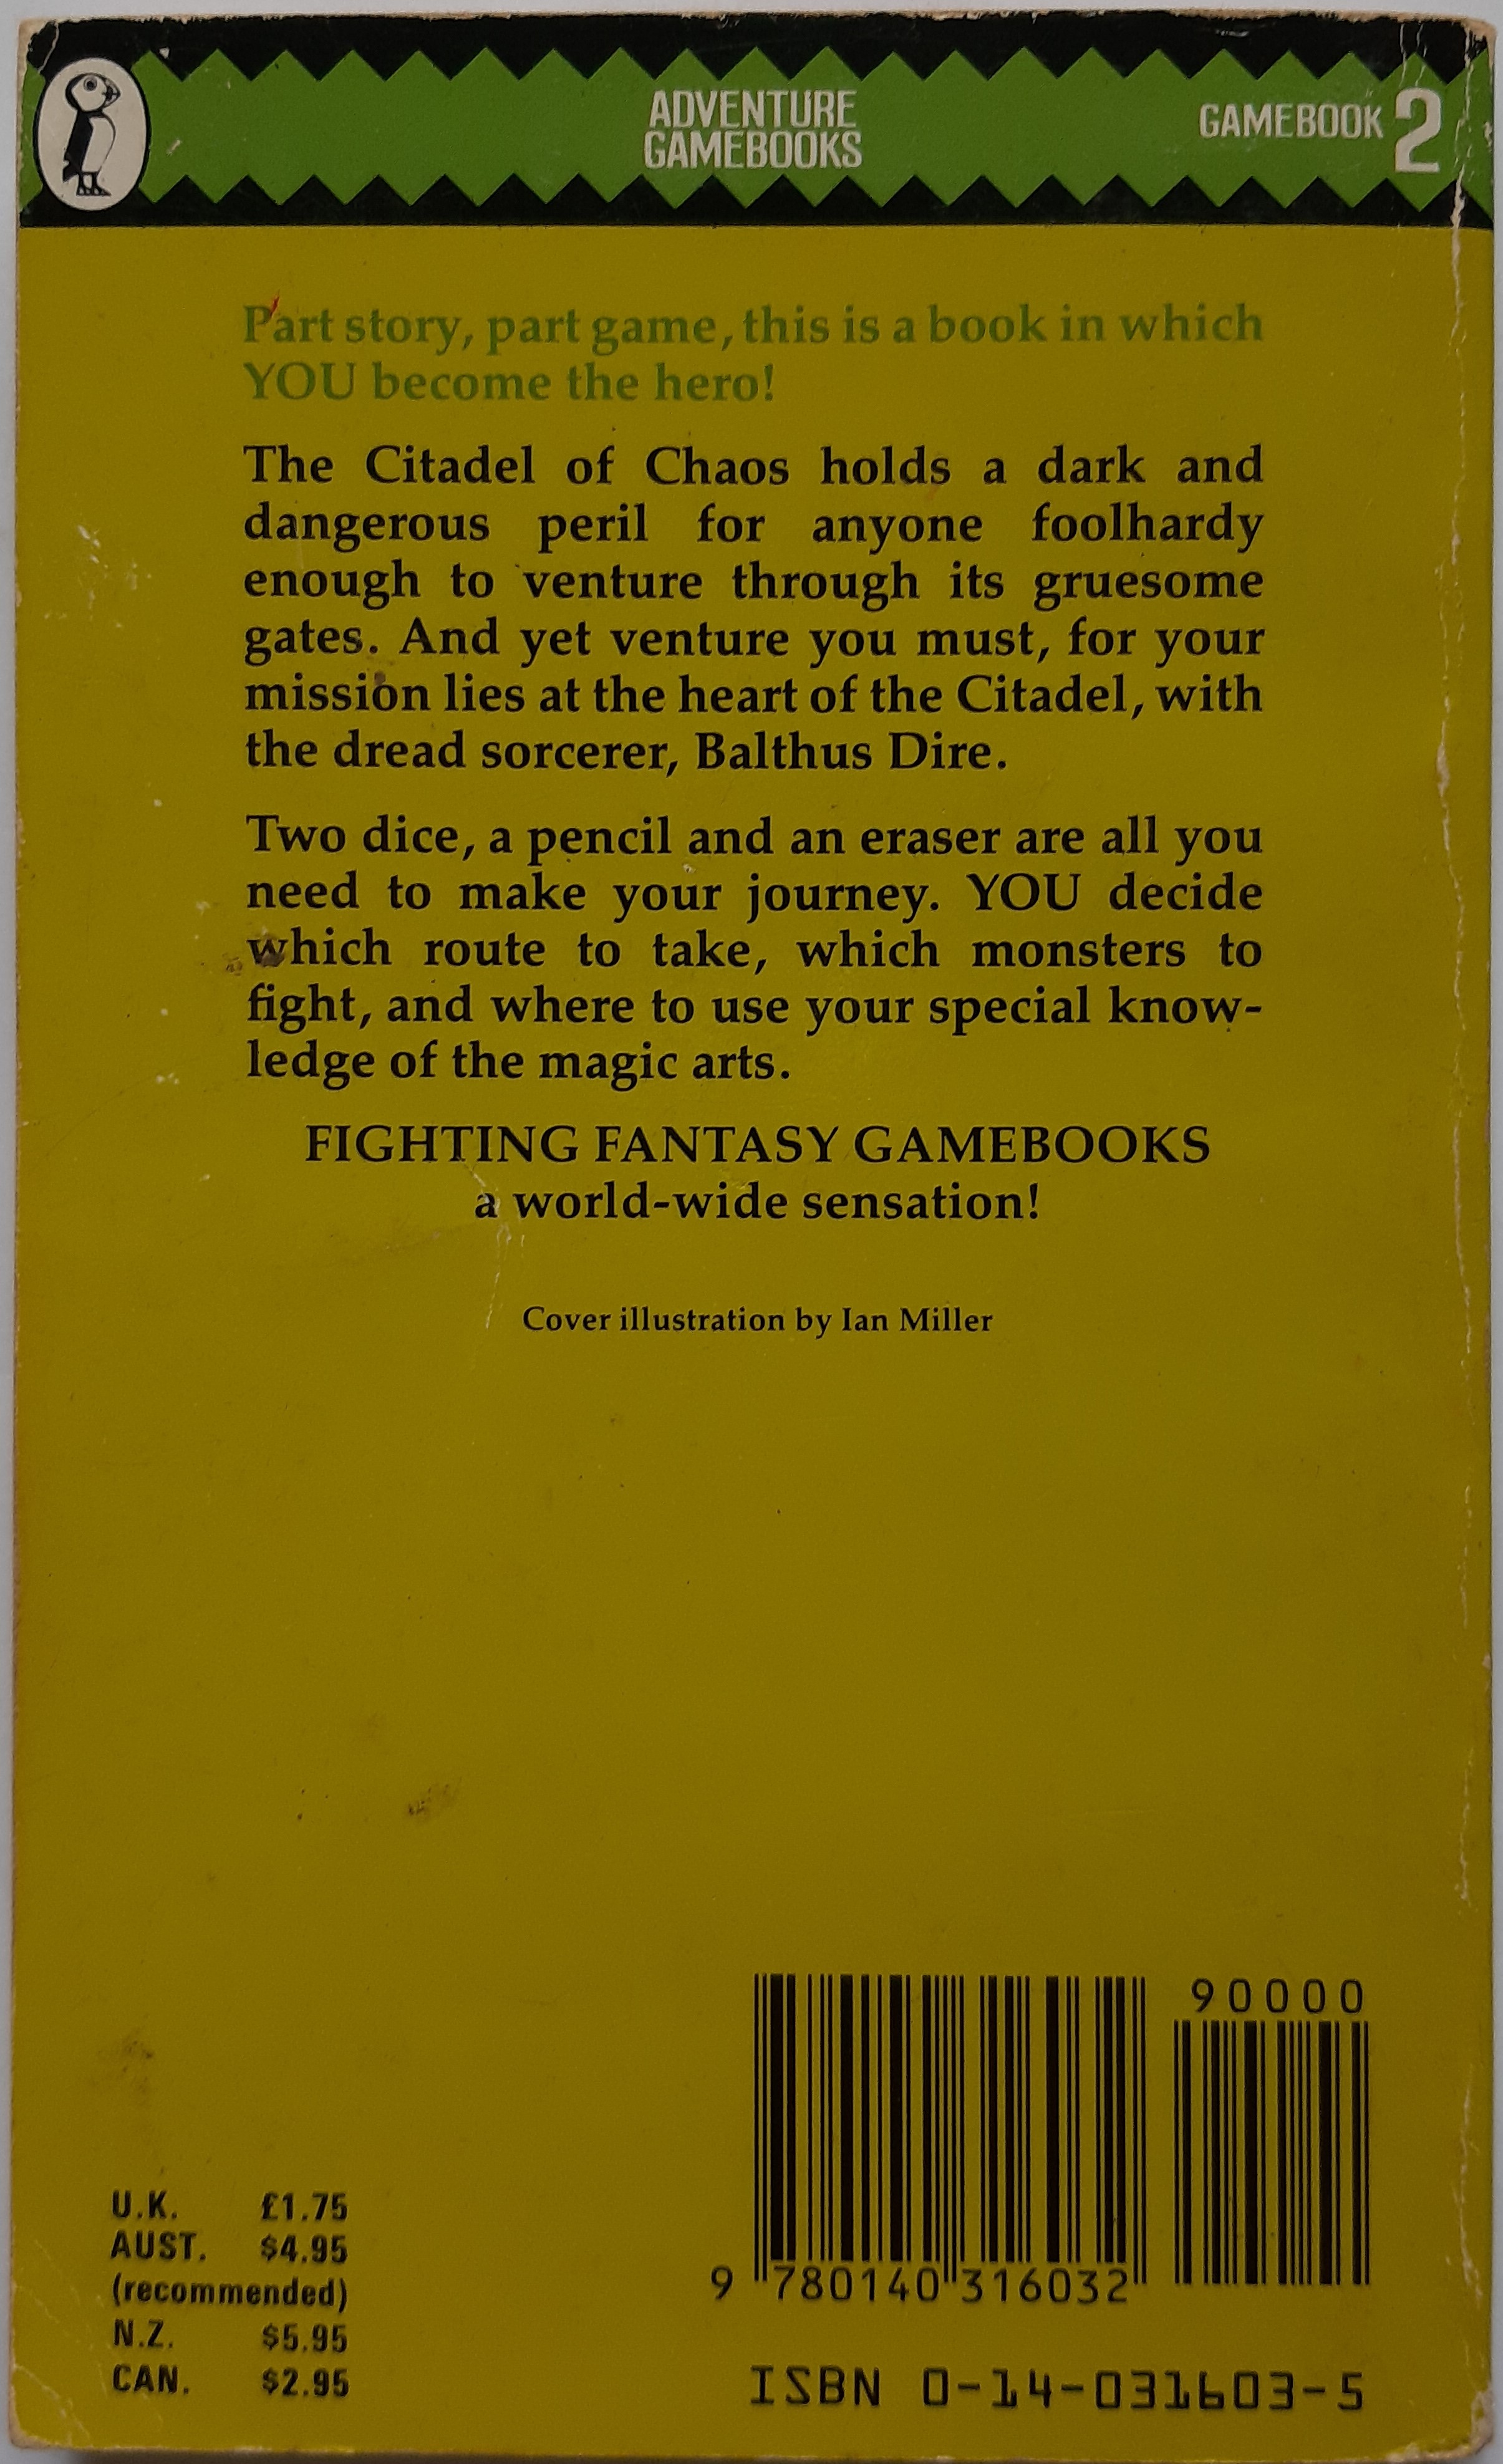 ADVENTURE
GAMEBOOKS
GAMEBOOK 2
Part story, part game, this is a book in which
YOU become the hero!
The Citadel of Chaos holds a dark and
dangerous peril for anyone foolhardy
enough to venture through its gruesome
gates. And yet venture you must, for your
mission lies at the heart of the Citadel, with
the dread sorcerer, Balthus Dire.
Two dice, a pencil and an eraser are all you
need to make your journey. YOU decide
which route to take, which monsters to
fight, and where to use your special know-
ledge of the magic arts.
FIGHTING FANTASY GAMEBOOKS
a world-wide sensation!
Cover illustration by Ian Miller
U.K. £1.75
AUST. $4.95
(recommended)
N.Z. $5.95
CAN. $2.95
90000
9 780140 316032
ISBN 0-14-031603-5